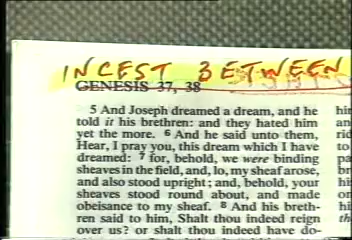 INCEST BETWEEN
GENESIS 37, 38
5 And Joseph dreamed a dream, and he
told it his brethren: and they hated him
yet the more. 6 And he said unto them,
Hear, I pray you, this dream which I have
dreamed: 7 for, behold, we were binding
sheaves in the field, and, lo, my sheaf arose,
and also stood upright; and, behold, your
sheaves stood round about, and made
obeisance to my sheaf. 8 And his breth-
ren said to him, Shalt thou indeed reign
over us? or shalt thou indeed have do-